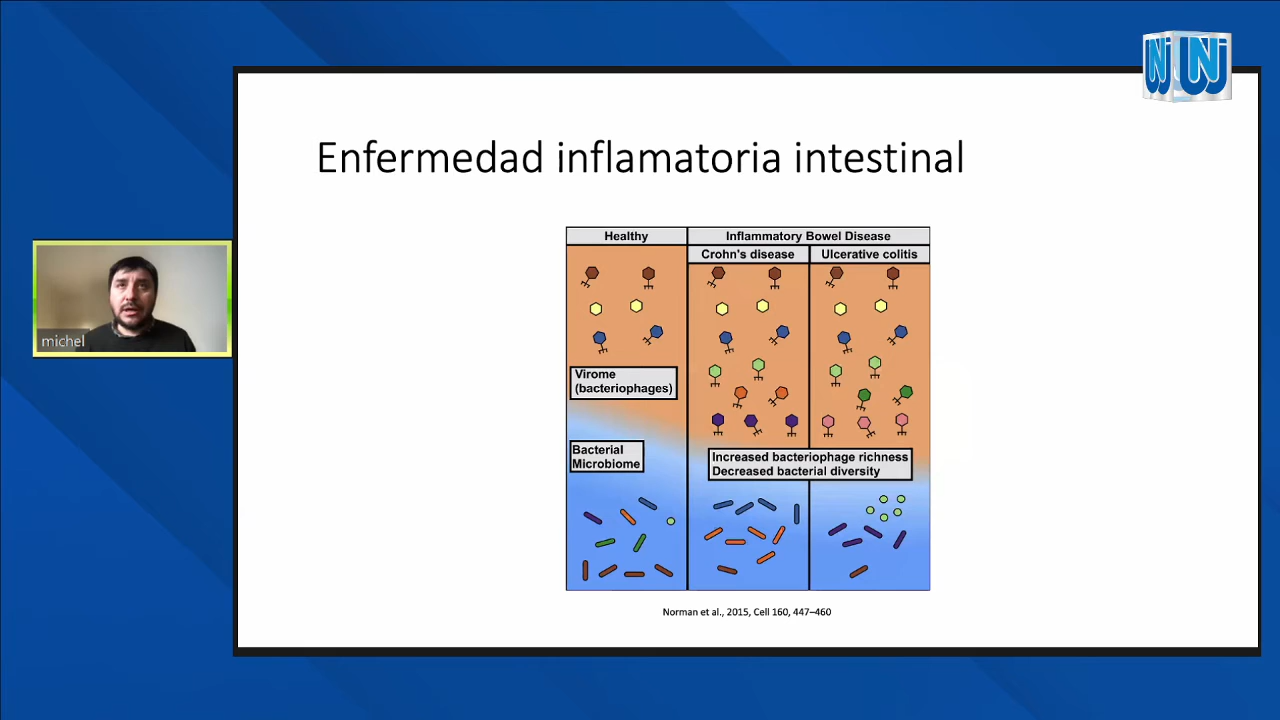 Enfermedad inflamatoria intestinal
Healthy
Inflammatory Bowel Disease
Crohn's disease
Ulcerative colitis
Virome
(bacteriophages)
Bacterial
Microbiome
Increased bacteriophage richness
Decreased bacterial diversity
Norman et al., 2015, Cell 160, 447–460
michel